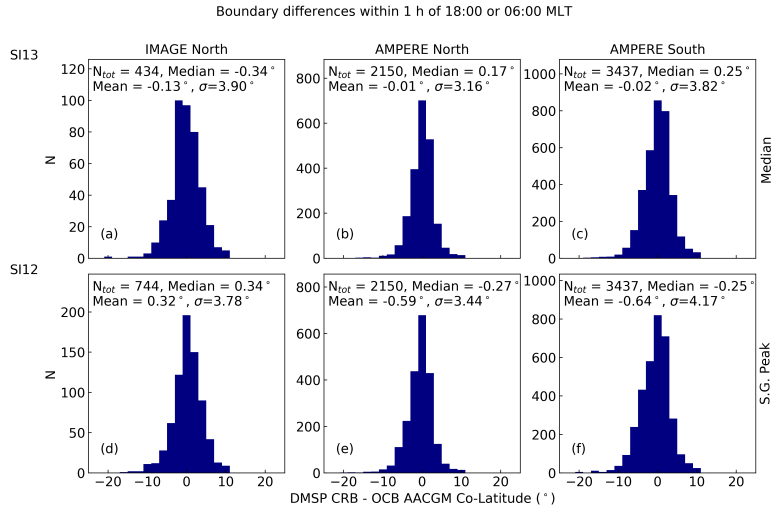 Boundary differences within 1 h of 18:00 or 06:00 MLT
SI13
IMAGE North
AMPERE North
AMPERE South
N_tot = 434, Median = -0.34°
Mean = -0.13°, σ=3.90°
N_tot = 2150, Median = 0.17°
Mean = -0.01°, σ=3.16°
N_tot = 3437, Median = 0.25°
Mean = -0.02°, σ=3.82°
120
100
80
60
40
20
0
N
(a)
800
600
400
200
0
(b)
1000
800
600
400
200
0
(c)
Median
SI12
N_tot = 744, Median = 0.34°
Mean = 0.32°, σ=3.78°
N_tot = 2150, Median = -0.27°
Mean = -0.59°, σ=3.44°
N_tot = 3437, Median = -0.25°
Mean = -0.64°, σ=4.17°
200
150
100
50
0
N
(d)
800
600
400
200
0
(e)
1000
800
600
400
200
0
(f)
S.G. Peak
−20 −10 0 10 20
−20 −10 0 10 20
−20 −10 0 10 20
DMSP CRB - OCB AACGM Co-Latitude (°)